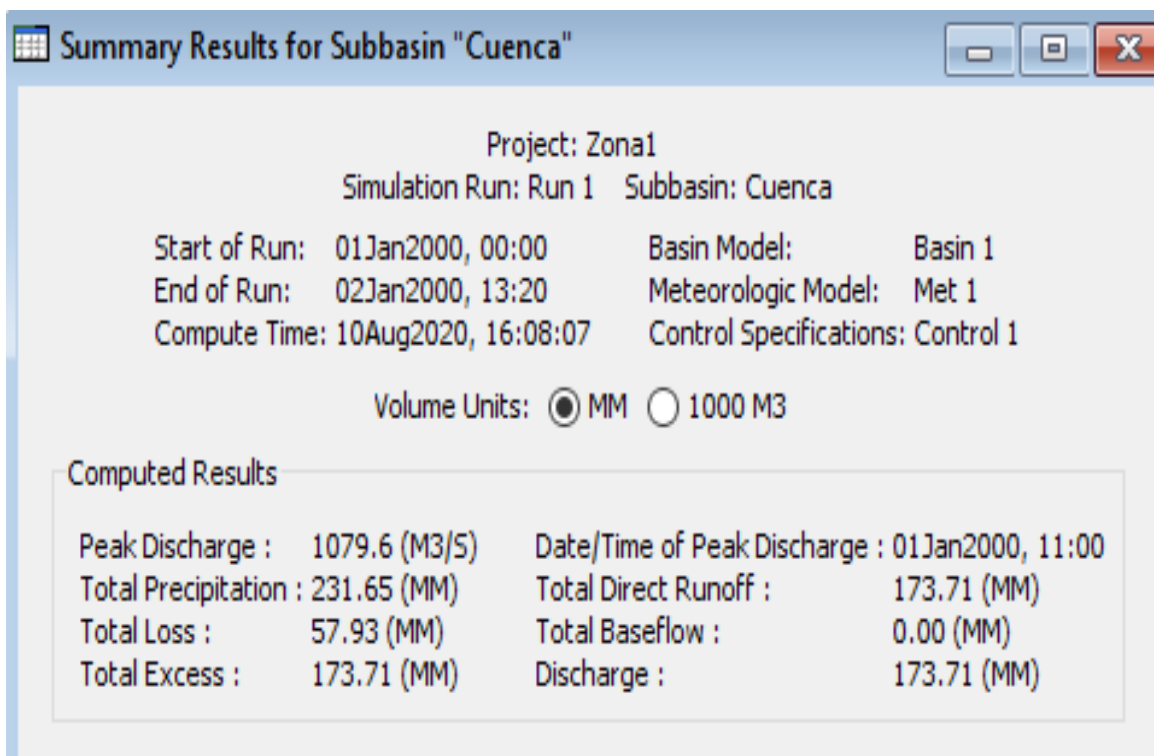 Summary Results for Subbasin "Cuenca"
Project: Zona1
Simulation Run: Run 1 Subbasin: Cuenca
Start of Run: 01Jan2000, 00:00 Basin Model: Basin 1
End of Run: 02Jan2000, 13:20 Meteorologic Model: Met 1
Compute Time: 10Aug2020, 16:08:07 Control Specifications: Control 1
Volume Units: MM 1000 M3
Computed Results
Peak Discharge : 1079.6 (M3/S) Date/Time of Peak Discharge : 01Jan2000, 11:00
Total Precipitation : 231.65 (MM) Total Direct Runoff : 173.71 (MM)
Total Loss : 57.93 (MM) Total Baseflow : 0.00 (MM)
Total Excess : 173.71 (MM) Discharge : 173.71 (MM)